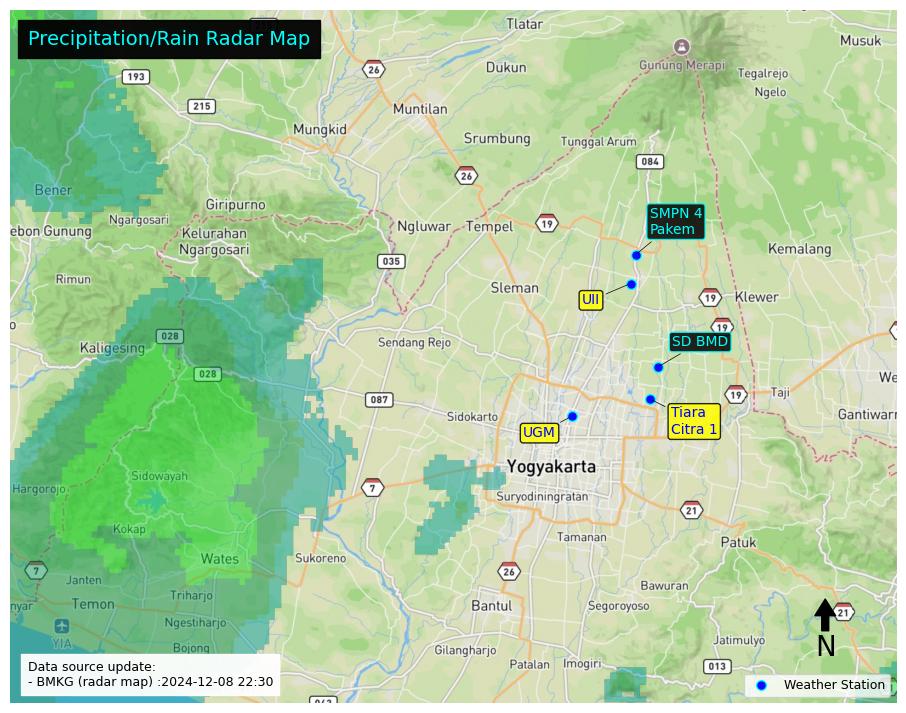 Precipitation/Rain Radar Map
Tlatar
Musuk
193
26
Dukun
Gunung Merapi
Tegalrejo
Ngelo
215
Muntilan
Mungkid
Srumbung
Tunggal Arum
084
26
Bener
Giripurno
Ngargosari
SMPN 4
Pakem
ebon Gunung
Kelurahan
Ngargosari
Ngluwar
Tempel
19
Kemalang
035
Rimun
Sleman
UII
19
Klewer
19
028
Kaligesing
Sendang Rejo
SD BMD
028
087
We
19
Taji
Sidokarto
Tiara
Citra 1
Gantiwarn
UGM
Yogyakarta
Sidowayah
Hargorojo
7
Suryodiningratan
21
Kokap
Tamanan
Patuk
Wates
Sukoreno
7
26
Janten
Bawuran
nyar
Temon
Triharjo
Bantul
Segoroyoso
21
Ngestiharjo
YIA
Jatimulyo
N
Bojong
Gilangharjo
Patalan
Imogiri
013
Data source update:
- BMKG (radar map) :2024-12-08 22:30
Weather Station